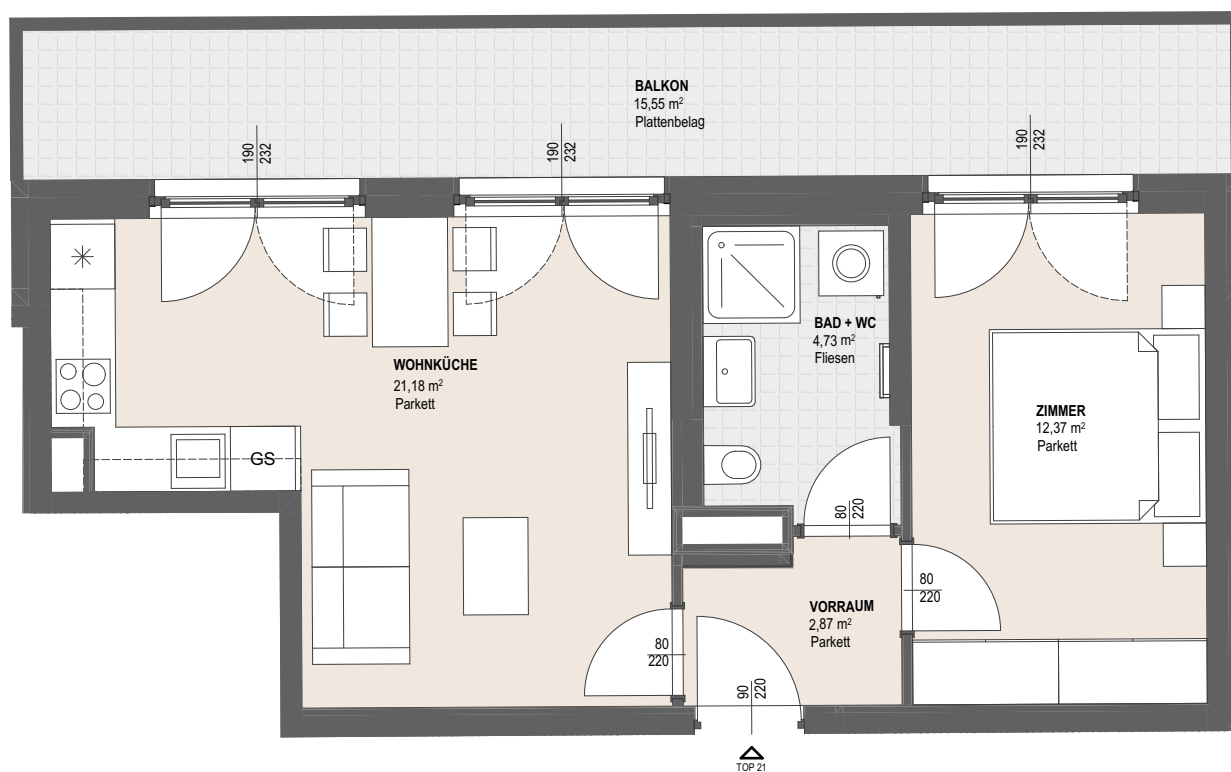 BALKON
15,55 m²
Plattenbelag
190
232
190
232
190
232
WOHNKÜCHE
21,18 m²
Parkett
GS
BAD + WC
4,73 m²
Fliesen
80
220
ZIMMER
12,37 m²
Parkett
80
220
VORRAUM
2,87 m²
Parkett
80
220
90
220
TOP 21